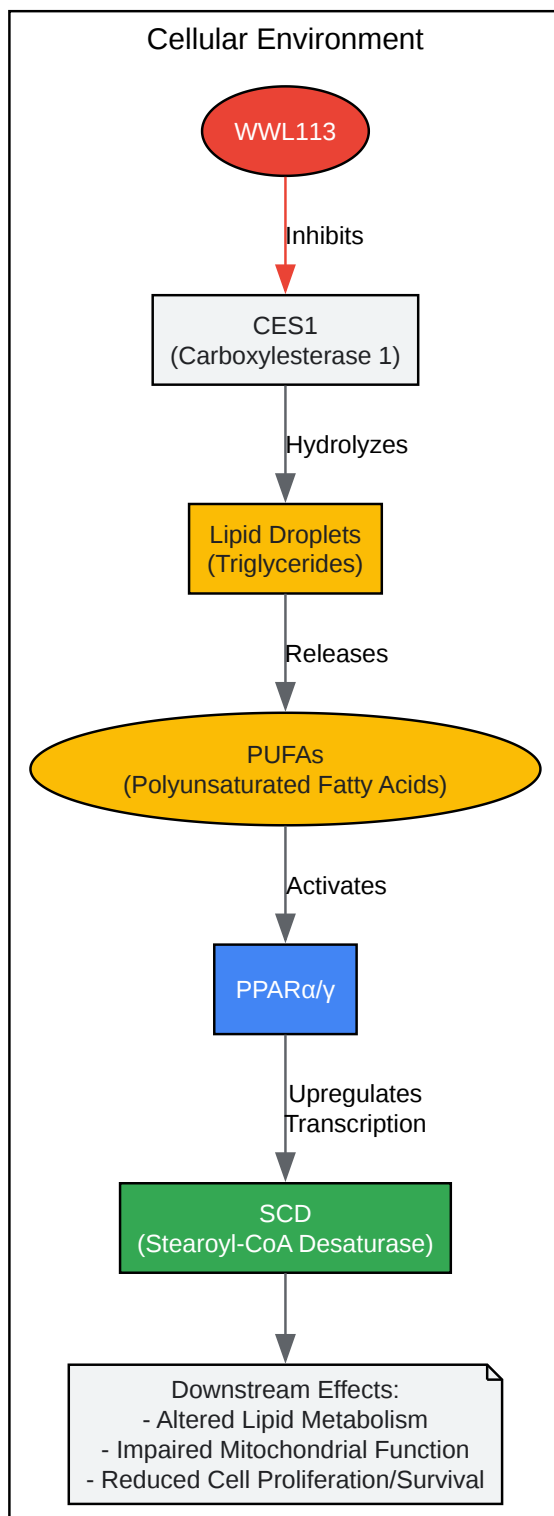 Cellular Environment
WWL113
Inhibits
CES1
(Carboxylesterase 1)
Hydrolyzes
Lipid Droplets
(Triglycerides)
Releases
PUFAs
(Polyunsaturated Fatty Acids)
Activates
PPARα/γ
Upregulates
Transcription
SCD
(Stearoyl-CoA Desaturase)
Downstream Effects:
- Altered Lipid Metabolism
- Impaired Mitochondrial Function
- Reduced Cell Proliferation/Survival